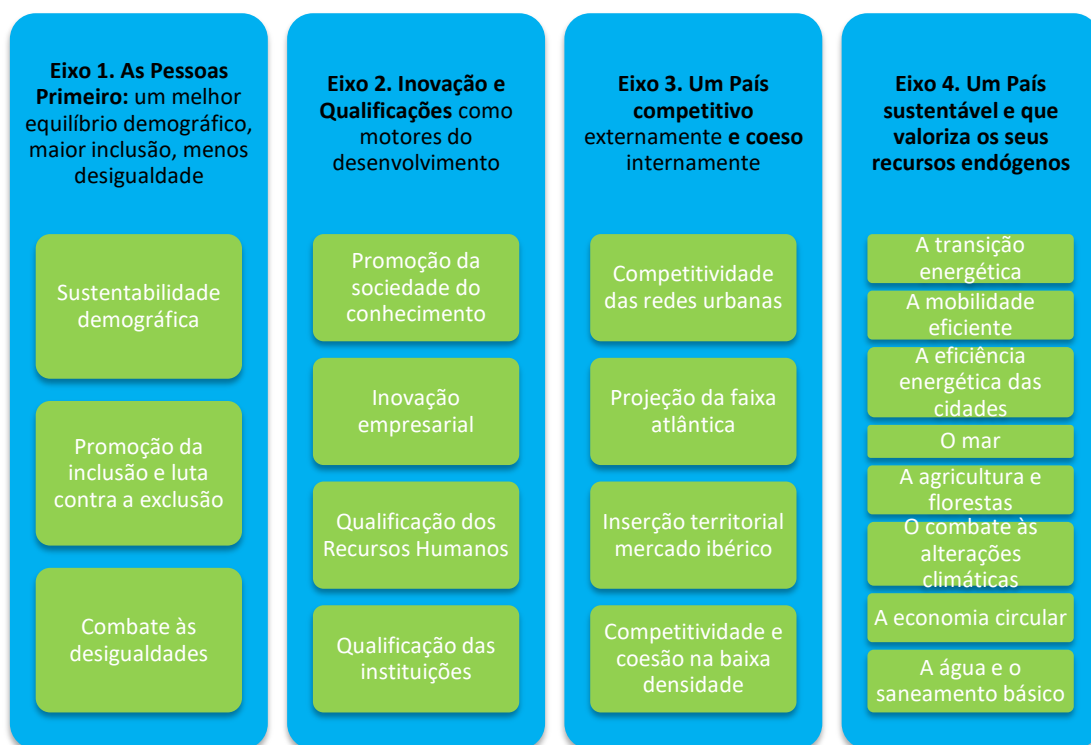 Eixo 1. As Pessoas
Primeiro: um melhor
equilíbrio demográfico,
maior inclusão, menos
desigualdade
Sustentabilidade
demográfica
Promoção da
inclusão e luta
contra a exclusão
Combate às
desigualdades
Eixo 2. Inovação e
Qualificações como
motores do
desenvolvimento
Promoção da
sociedade do
conhecimento
Inovação
empresarial
Qualificação dos
Recursos Humanos
Qualificação das
instituições
Eixo 3. Um País
competitivo
externamente e coeso
internamente
Competitividade
das redes urbanas
Projeção da faixa
atlântica
Inserção territorial
mercado ibérico
Competitividade e
coesão na baixa
densidade
Eixo 4. Um País
sustentável e que
valoriza os seus
recursos endógenos
A transição
energética
A mobilidade
eficiente
A eficiência
energética das
cidades
O mar
A agricultura e
florestas
O combate às
alterações
climáticas
A economia circular
A água e o
saneamento básico